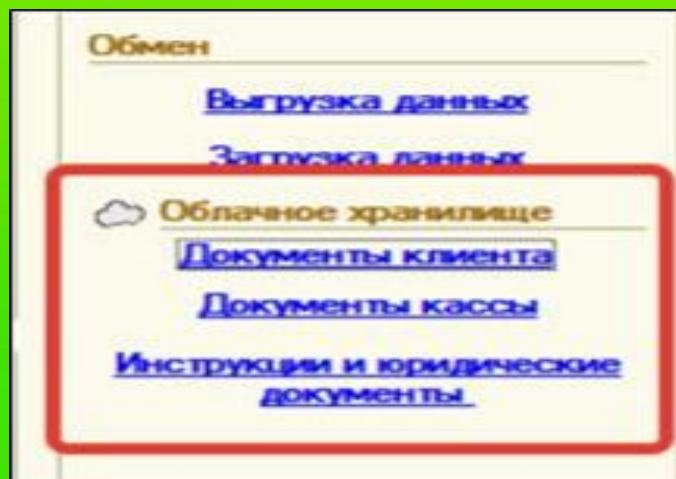 Обмен
Выгрузка данных
Загрузка данных
Облачное хранилище
Документы клиента
Документы кассы
Инструкции и юридические
документы